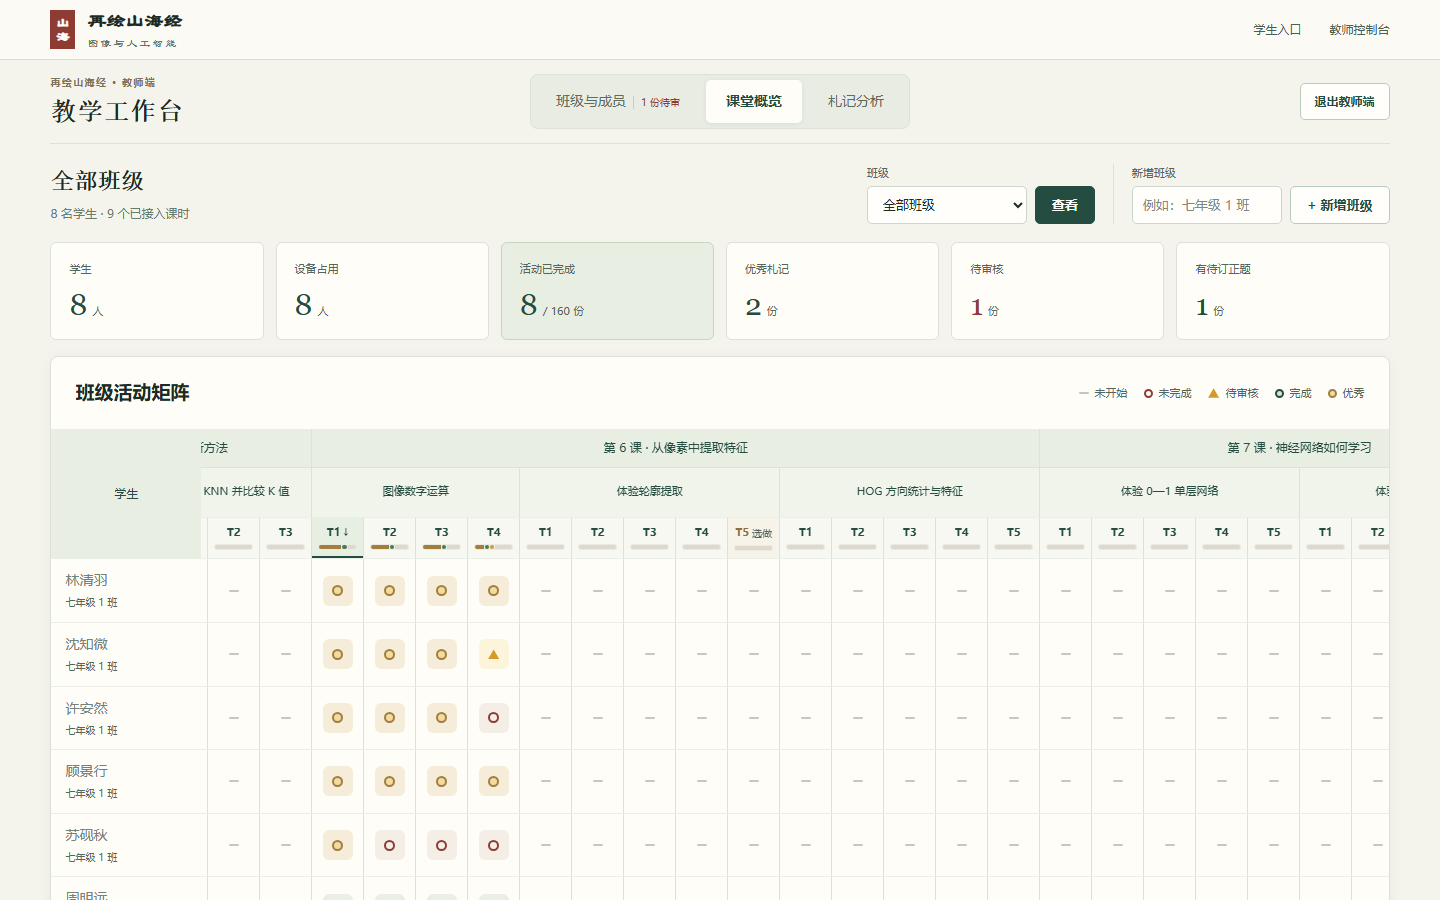 山海
再绘山海经
图像与人工智能
学生入口
教师控制台
再绘山海经 • 教师端
教学工作台
班级与成员 1 份待审
课堂概览
札记分析
退出教师端
全部班级
8 名学生 · 9 个已接入课时
班级
全部班级
查看
新增班级
例如：七年级 1 班
+ 新增班级
学生
8 人
设备占用
8 人
活动已完成
8 / 160 份
优秀札记
2 份
待审核
1 份
有待订正题
1 份
班级活动矩阵
未开始
未完成
待审核
完成
优秀
学生
方法
第 6 课 · 从像素中提取特征
第 7 课 · 神经网络如何学习
KNN 并比较 K 值
图像数字运算
体验轮廓提取
HOG 方向统计与特征
体验 0—1 单层网络
T2 T3 T1 ↓ T2 T3 T4 T1 T2 T3 T4 T5 选做 T1 T2 T3 T4 T5 T1 T2 T3 T4 T5 T1 T2
林清羽
七年级 1 班
沈知微
七年级 1 班
许安然
七年级 1 班
顾景行
七年级 1 班
苏砚秋
七年级 1 班